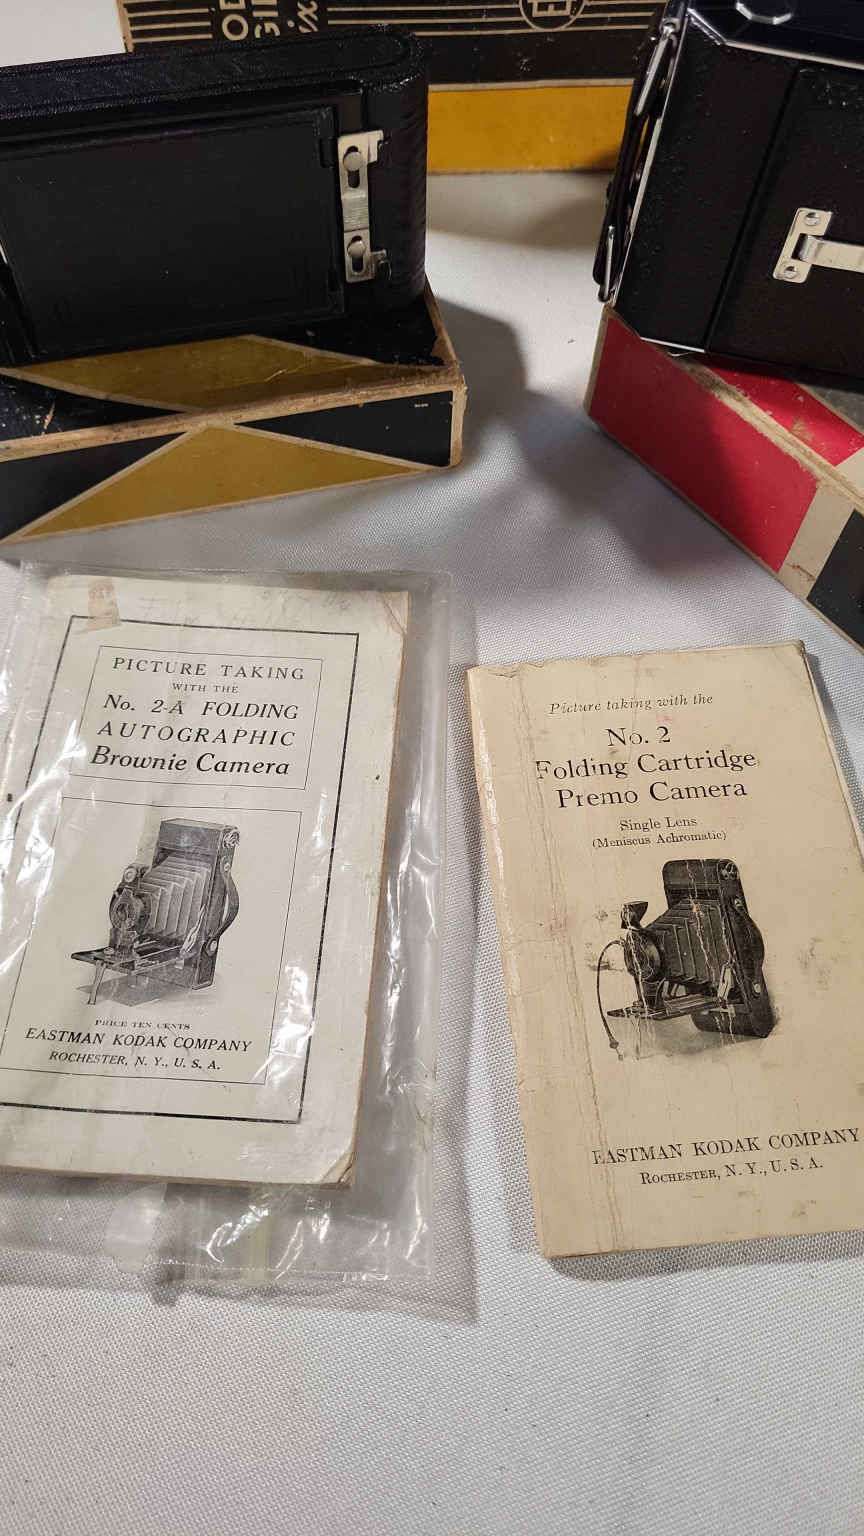 PICTURE TAKING
WITH THE
No. 2-A FOLDING
AUTOGRAPHIC
Brownie Camera
PRICE TEN CENTS
EASTMAN KODAK COMPANY
ROCHESTER, N. Y., U. S. A.
Picture taking with the
No. 2
Folding Cartridge
Premo Camera
Single Lens
(Meniscus Achromatic)
EASTMAN KODAK COMPANY
ROCHESTER, N. Y., U. S. A.